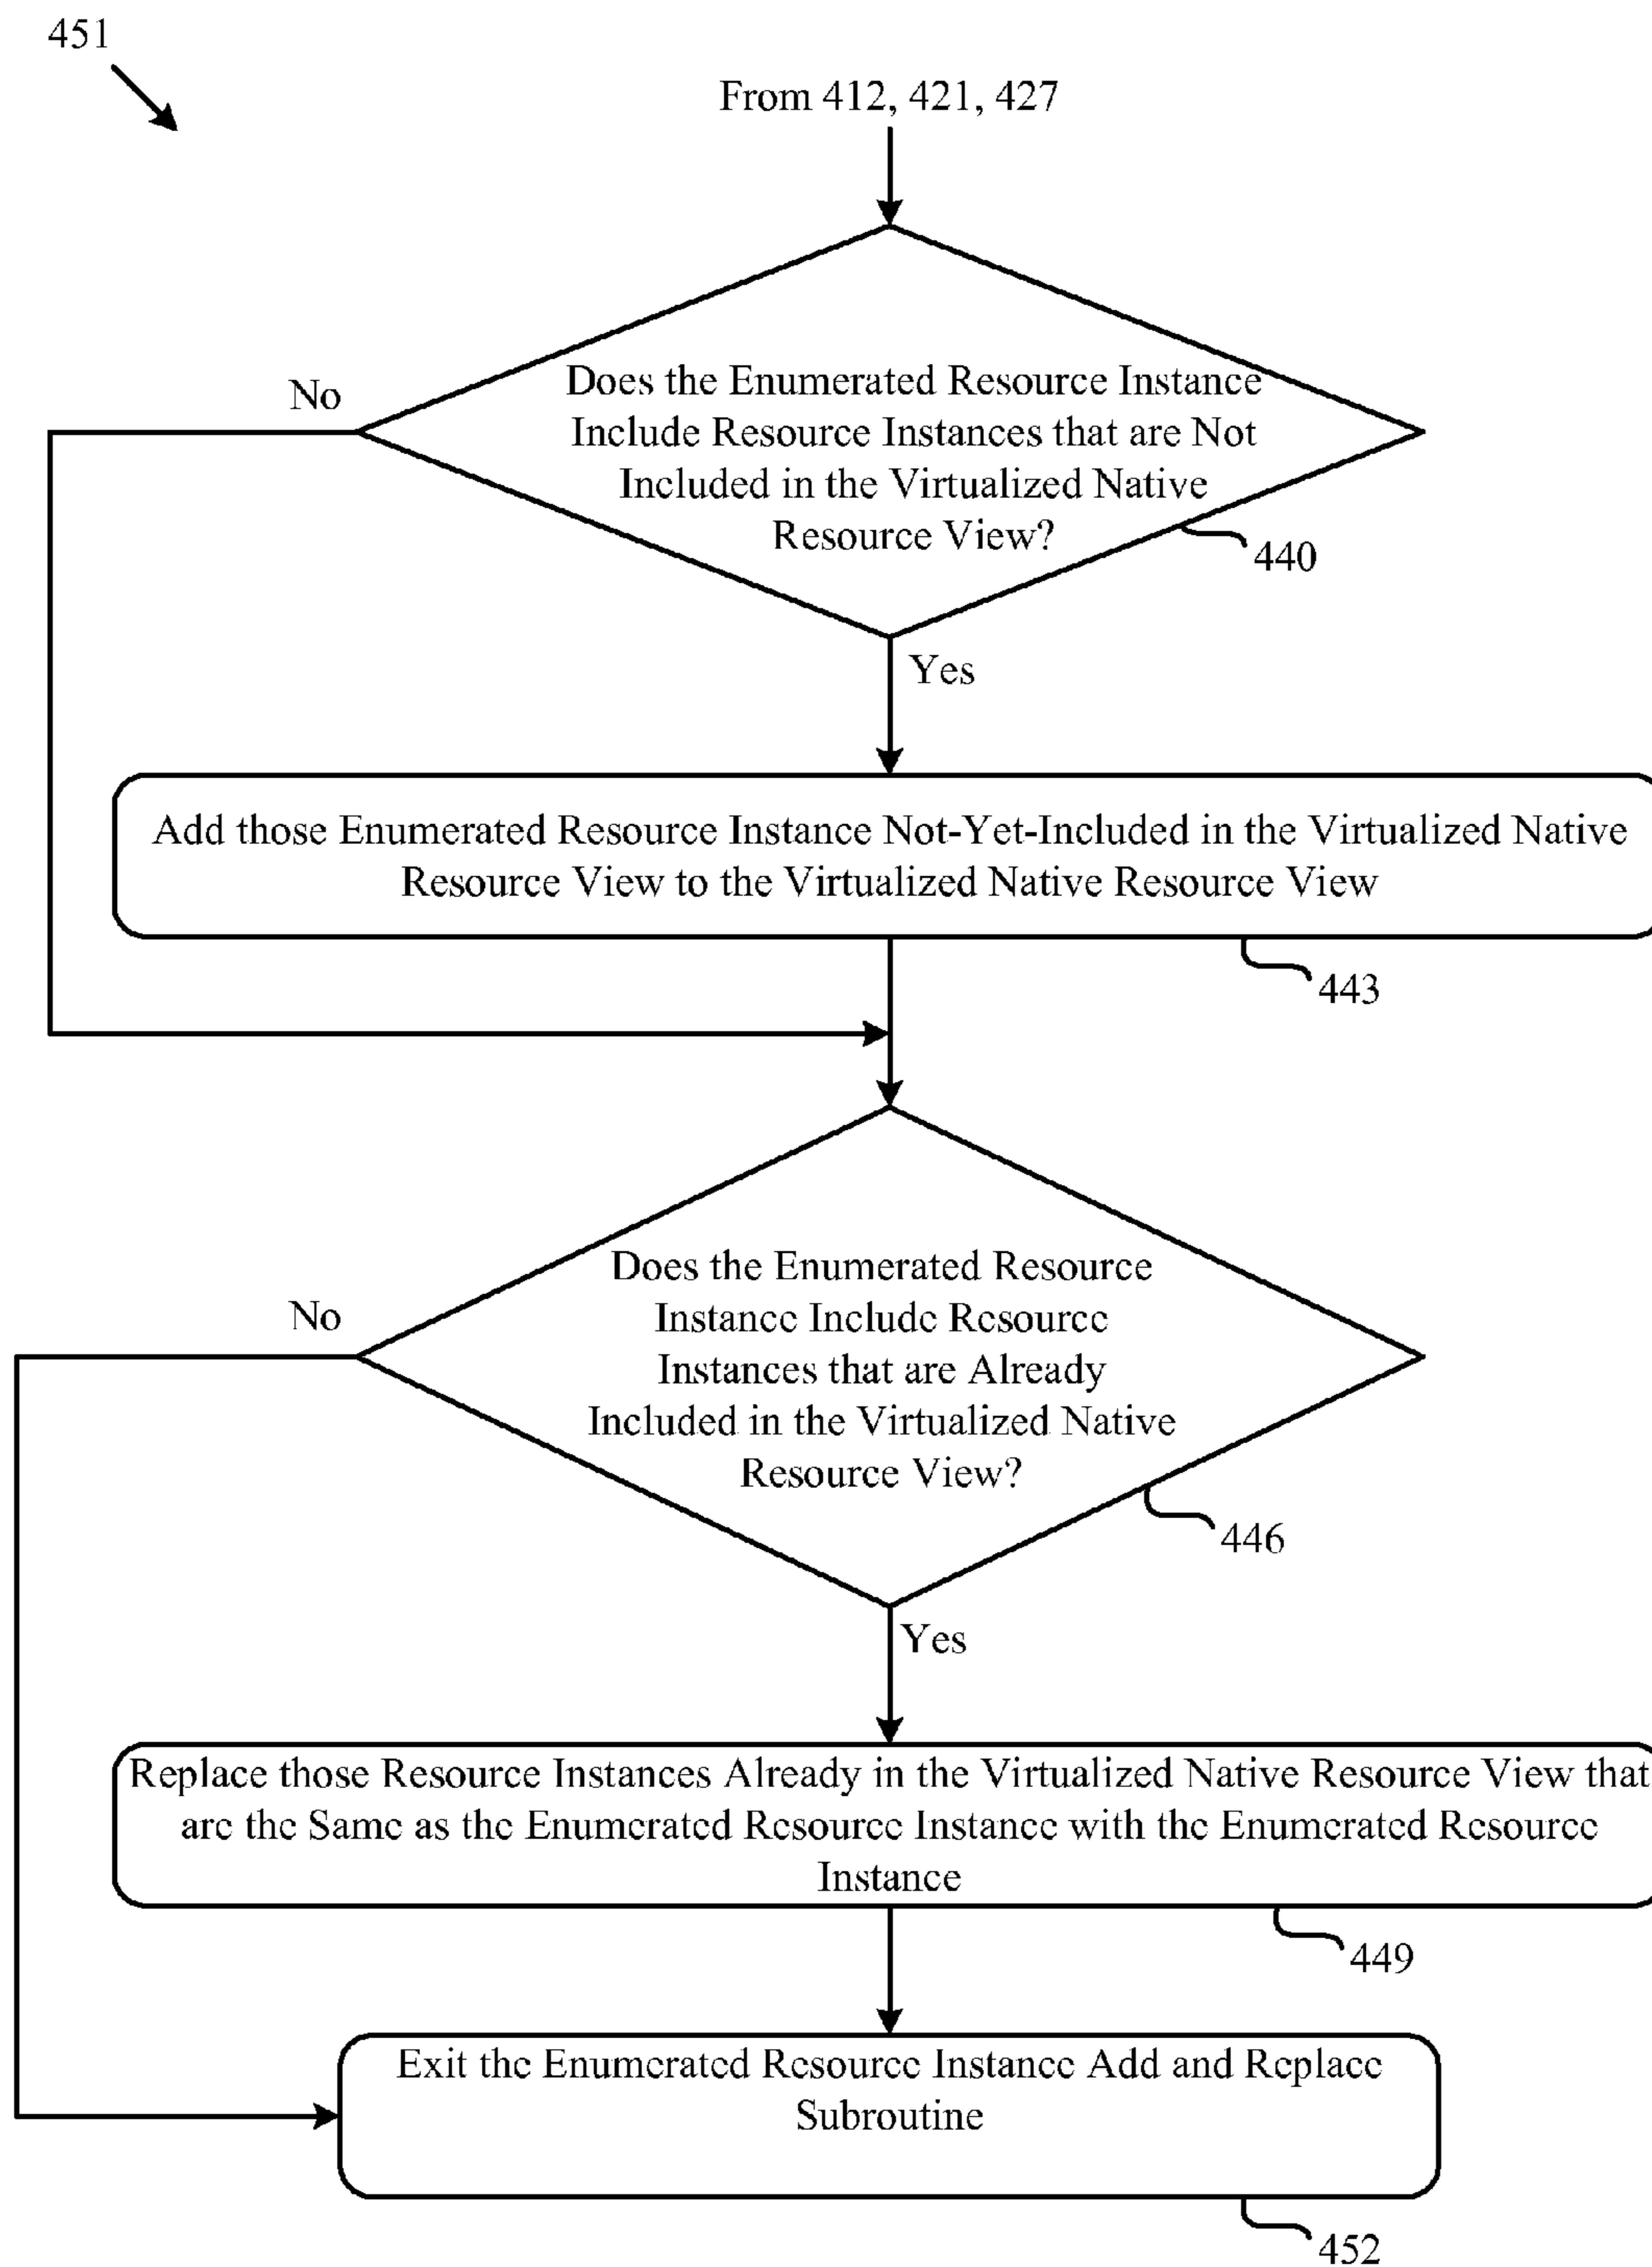 451
From 412, 421, 427
Does the Enumerated Resource Instance
Include Resource Instances that are Not
Included in the Virtualized Native
Resource View?
No
440
Yes
Add those Enumerated Resource Instance Not-Yet-Included in the Virtualized Native
Resource View to the Virtualized Native Resource View
443
Does the Enumerated Resource
Instance Include Resource
Instances that are Already
Included in the Virtualized Native
Resource View?
No
446
Yes
Replace those Resource Instances Already in the Virtualized Native Resource View that
are the Same as the Enumerated Resource Instance with the Enumerated Resource
Instance
449
Exit the Enumerated Resource Instance Add and Replace
Subroutine
452